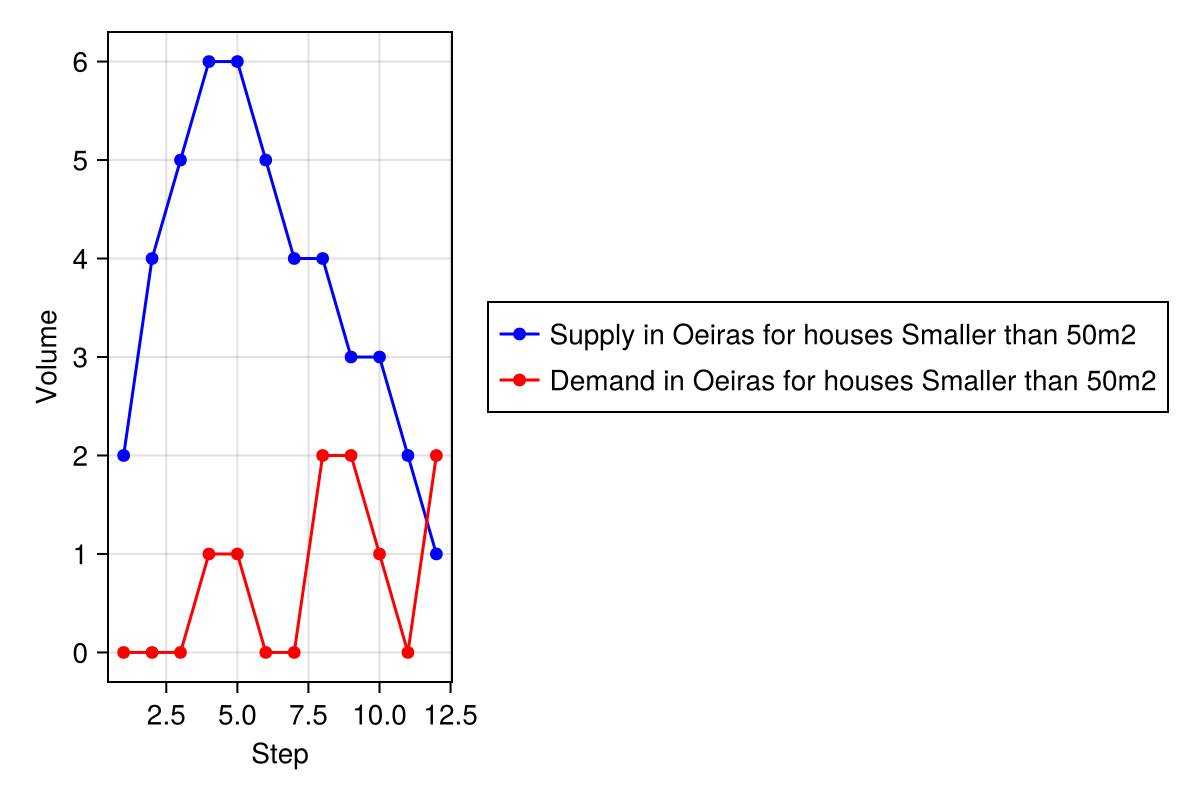 6
5
4
3
2
1
0
Volume
2.5 5.0 7.5 10.0 12.5
Step
Supply in Oeiras for houses Smaller than 50m2
Demand in Oeiras for houses Smaller than 50m2